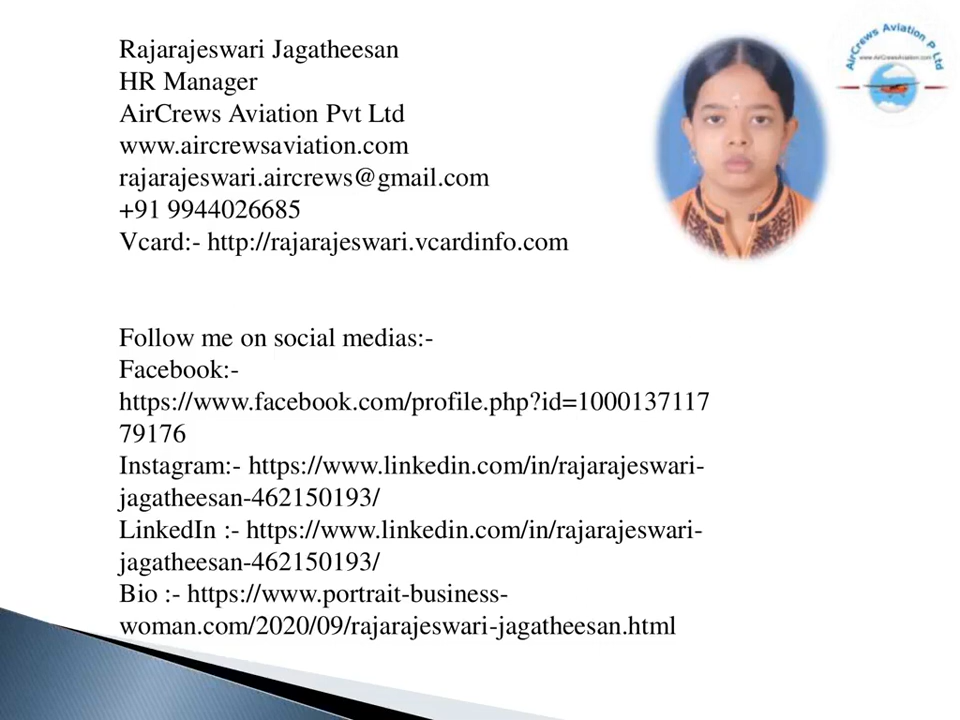 Rajarajeswari Jagatheesan
HR Manager
AirCrews Aviation Pvt Ltd
www.aircrewsaviation.com
rajarajeswari.aircrews@gmail.com
+91 9944026685
Vcard:- http://rajarajeswari.vcardinfo.com
AirCrews Aviation P Ltd
www.AirCrewsAviation.com
Follow me on social medias:-
Facebook:-
https://www.facebook.com/profile.php?id=1000137117
79176
Instagram:- https://www.linkedin.com/in/rajarajeswari-
jagatheesan-462150193/
LinkedIn :- https://www.linkedin.com/in/rajarajeswari-
jagatheesan-462150193/
Bio :- https://www.portrait-business-
woman.com/2020/09/rajarajeswari-jagatheesan.html